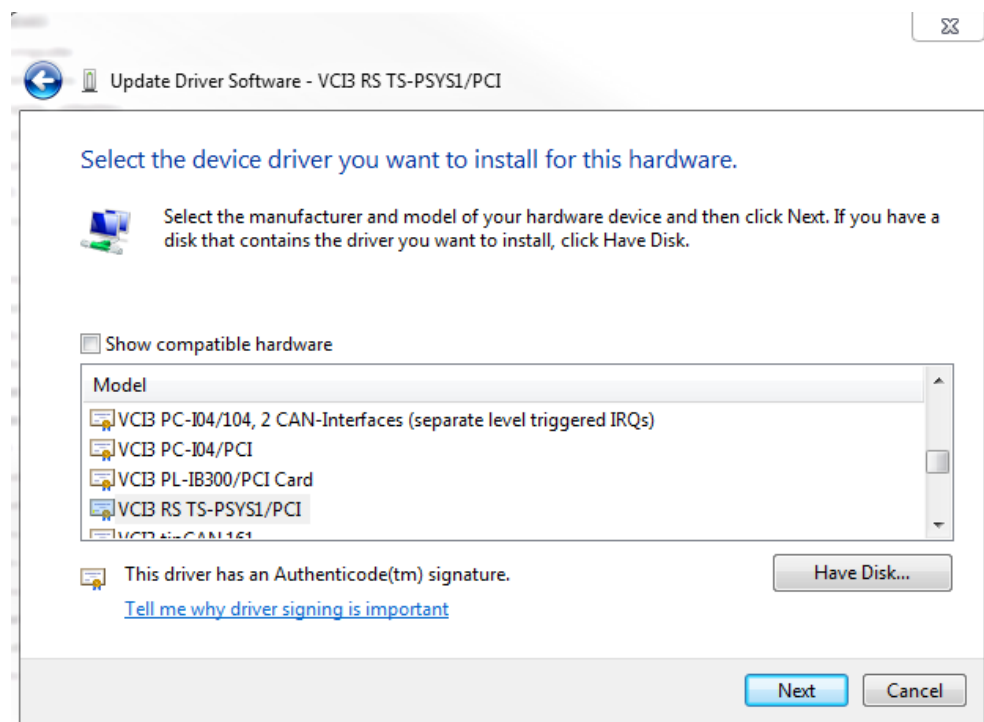 Update Driver Software - VCI3 RS TS-PSYS1/PCI
Select the device driver you want to install for this hardware.
Select the manufacturer and model of your hardware device and then click Next. If you have a
disk that contains the driver you want to install, click Have Disk.
Show compatible hardware
Model
VCI3 PC-I04/104, 2 CAN-Interfaces (separate level triggered IRQs)
VCI3 PC-I04/PCI
VCI3 PL-IB300/PCI Card
VCI3 RS TS-PSYS1/PCI
VCI3 tinCAN 161
This driver has an Authenticode(tm) signature.
Have Disk...
Tell me why driver signing is important
Next
Cancel